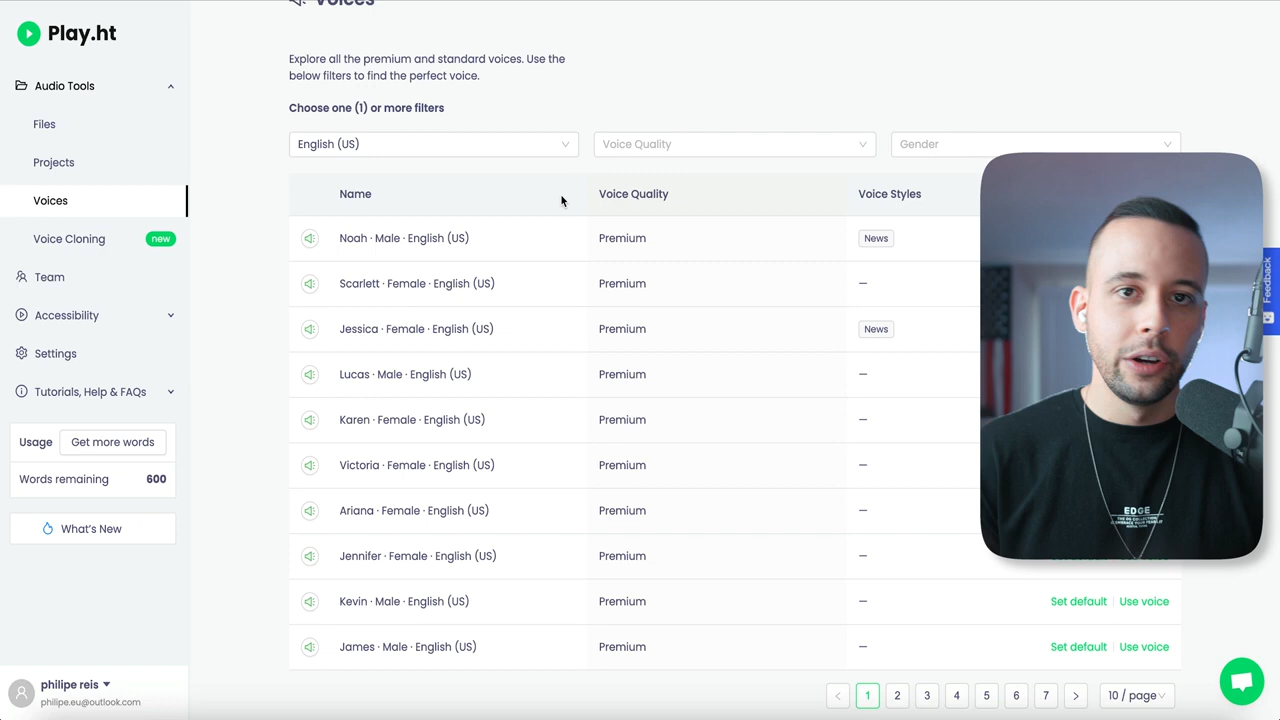 Play.ht
Voices
Audio Tools
Files
Projects
Voices
Voice Cloning new
Team
Accessibility
Settings
Tutorials, Help & FAQs
Usage Get more words
Words remaining 600
What's New
philipe reis
philipe.eu@outlook.com
Explore all the premium and standard voices. Use the
below filters to find the perfect voice.
Choose one (1) or more filters
English (US) Voice Quality Gender
Name Voice Quality Voice Styles
Noah · Male · English (US) Premium News
Scarlett · Female · English (US) Premium —
Jessica · Female · English (US) Premium News
Lucas · Male · English (US) Premium —
Karen · Female · English (US) Premium —
Victoria · Female · English (US) Premium —
Ariana · Female · English (US) Premium —
Jennifer · Female · English (US) Premium —
Kevin · Male · English (US) Premium — Set default Use voice
James · Male · English (US) Premium — Set default Use voice
< 1 2 3 4 5 6 7 > 10 / page
Feedback
EDGE